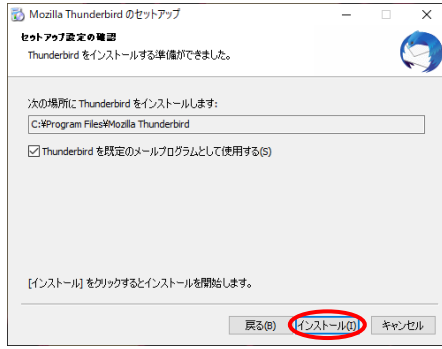 Mozilla Thunderbird のセットアップ
セットアップ設定の確認
Thunderbird をインストールする準備ができました。
次の場所に Thunderbird をインストールします:
C:¥Program Files¥Mozilla Thunderbird
Thunderbird を既定のメールプログラムとして使用する(S)
[インストール] をクリックするとインストールを開始します。
戻る(B) インストール(I) キャンセル